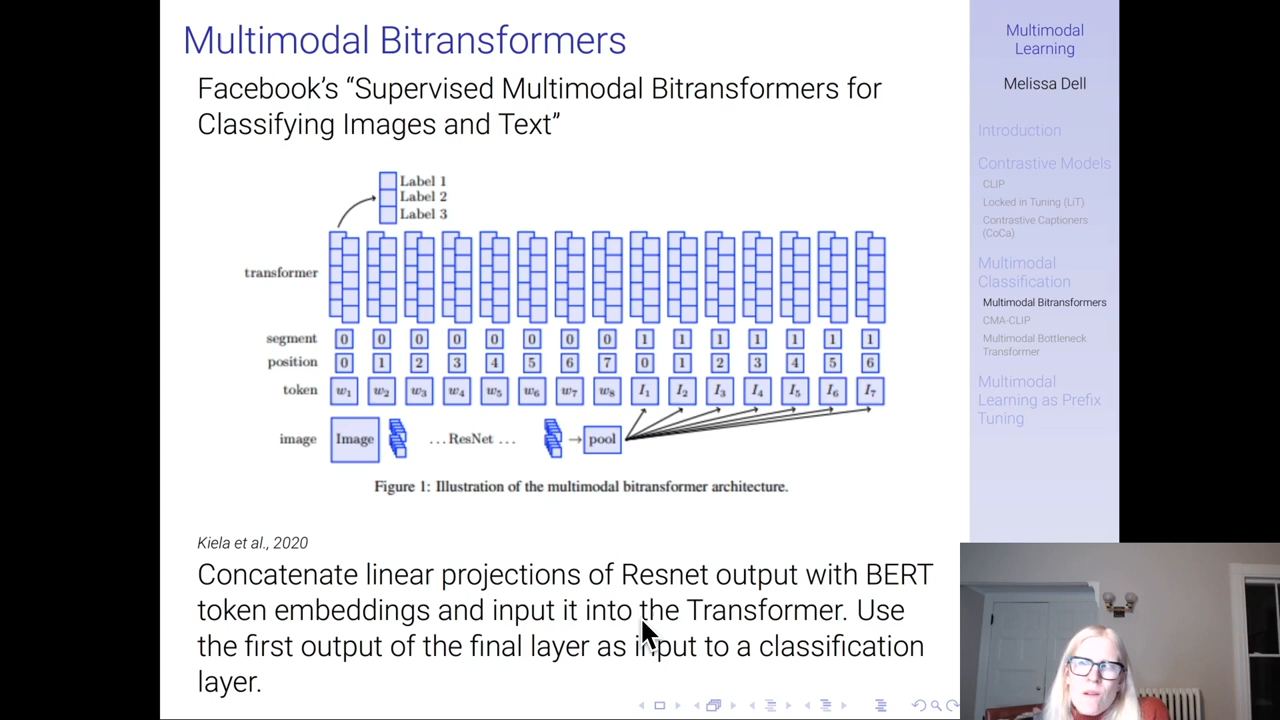 Multimodal Bitransformers
Facebook's “Supervised Multimodal Bitransformers for
Classifying Images and Text”
Label 1
Label 2
Label 3
transformer
segment 0 0 0 0 0 0 0 0 1 1 1 1 1 1 1
position 0 1 2 3 4 5 6 7 0 1 2 3 4 5 6
token w1 w2 w3 w4 w5 w6 w7 w8 I1 I2 I3 I4 I5 I6 I7
image Image ...ResNet ... pool
Figure 1: Illustration of the multimodal bitransformer architecture.
Kiela et al., 2020
Concatenate linear projections of Resnet output with BERT
token embeddings and input it into the Transformer. Use
the first output of the final layer as input to a classification
layer.
Multimodal
Learning
Melissa Dell
Introduction
Contrastive Models
CLIP
Locked in Tuning (LiT)
Contrastive Captioners
(CoCa)
Multimodal
Classification
Multimodal Bitransformers
CMA-CLIP
Multimodal Bottleneck
Transformer
Multimodal
Learning as Prefix
Tuning